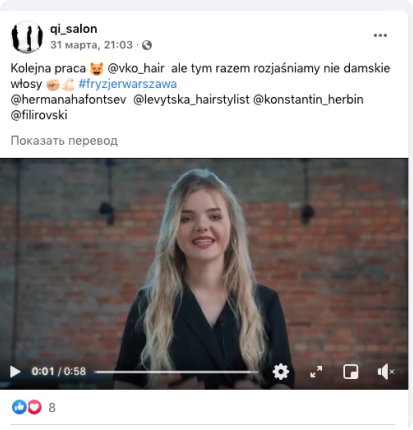 qi_salon
31 марта, 21:03 ·
Kolejna praca 😻 @vko_hair ale tym razem rozjaśniamy nie damskie
włosy ✊🏼💪🏻 #fryzjerwarszawa
@hermanahafontsev @levytska_hairstylist @konstantin_herbin
@filirovski
Показать перевод
0:01 / 0:58
8